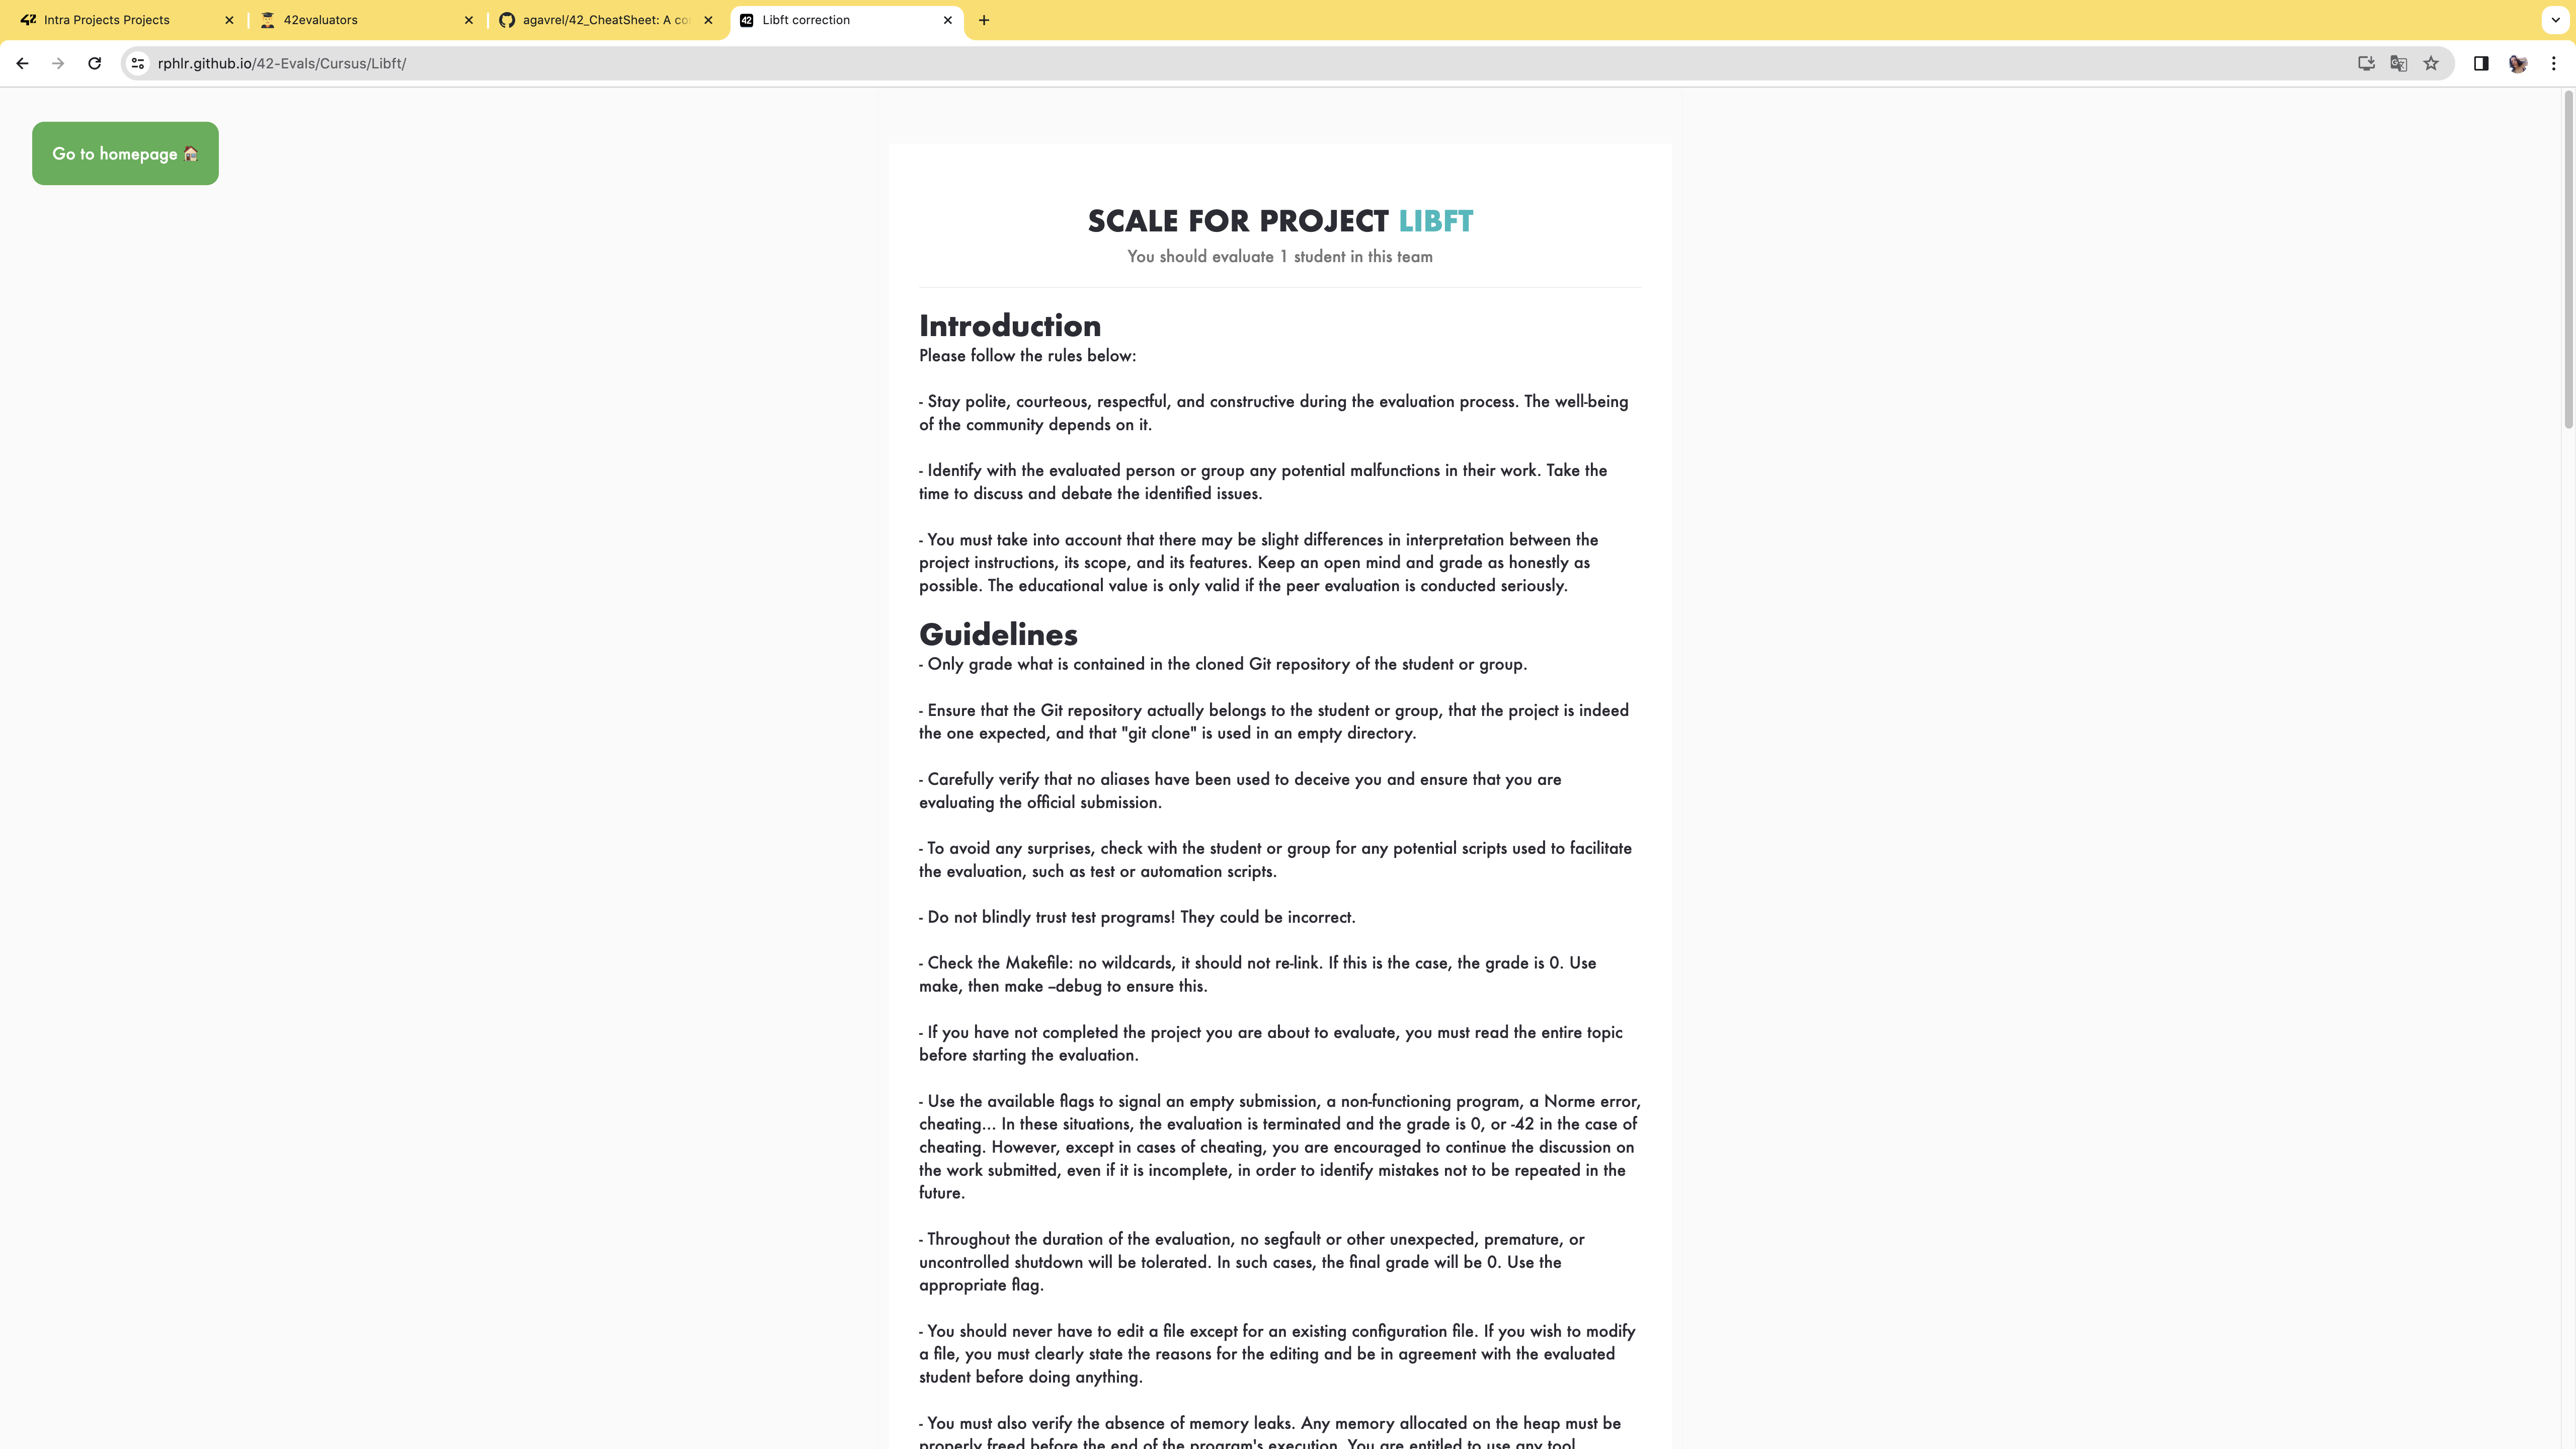 Intra Projects Projects
42evaluators
agavrel/42_CheatSheet: A co
Libft correction
rphlr.github.io/42-Evals/Cursus/Libft/
Go to homepage
SCALE FOR PROJECT LIBFT
You should evaluate 1 student in this team
Introduction
Please follow the rules below:
- Stay polite, courteous, respectful, and constructive during the evaluation process. The well-being
of the community depends on it.
- Identify with the evaluated person or group any potential malfunctions in their work. Take the
time to discuss and debate the identified issues.
- You must take into account that there may be slight differences in interpretation between the
project instructions, its scope, and its features. Keep an open mind and grade as honestly as
possible. The educational value is only valid if the peer evaluation is conducted seriously.
Guidelines
- Only grade what is contained in the cloned Git repository of the student or group.
- Ensure that the Git repository actually belongs to the student or group, that the project is indeed
the one expected, and that "git clone" is used in an empty directory.
- Carefully verify that no aliases have been used to deceive you and ensure that you are
evaluating the official submission.
- To avoid any surprises, check with the student or group for any potential scripts used to facilitate
the evaluation, such as test or automation scripts.
- Do not blindly trust test programs! They could be incorrect.
- Check the Makefile: no wildcards, it should not re-link. If this is the case, the grade is 0. Use
make, then make –debug to ensure this.
- If you have not completed the project you are about to evaluate, you must read the entire topic
before starting the evaluation.
- Use the available flags to signal an empty submission, a non-functioning program, a Norme error,
cheating... In these situations, the evaluation is terminated and the grade is 0, or -42 in the case of
cheating. However, except in cases of cheating, you are encouraged to continue the discussion on
the work submitted, even if it is incomplete, in order to identify mistakes not to be repeated in the
future.
- Throughout the duration of the evaluation, no segfault or other unexpected, premature, or
uncontrolled shutdown will be tolerated. In such cases, the final grade will be 0. Use the
appropriate flag.
- You should never have to edit a file except for an existing configuration file. If you wish to modify
a file, you must clearly state the reasons for the editing and be in agreement with the evaluated
student before doing anything.
- You must also verify the absence of memory leaks. Any memory allocated on the heap must be
properly freed before the end of the program's execution. You are entitled to use any tool